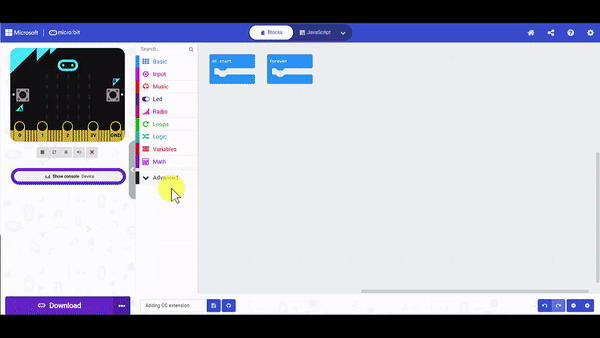 Microsoft
micro:bit
Blocks
JavaScript
Search...
Basic
Input
Music
Led
Radio
Loops
Logic
Variables
Math
Advanced
on start
forever
A
B
0
1
2
3V
GND
Show console Device
Download
Adding CC extension